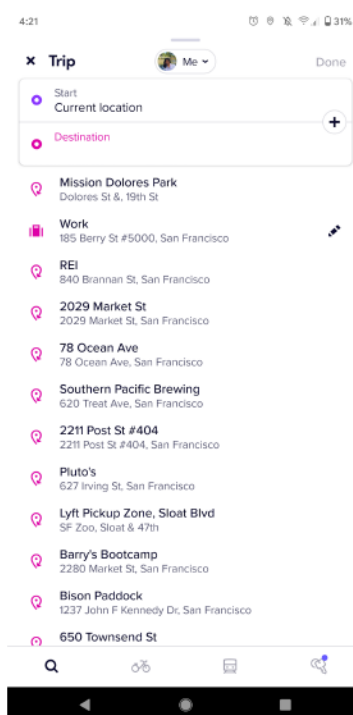 4:21
31%
Trip
Me
Done
Start
Current location
Destination
Mission Dolores Park
Dolores St &, 19th St
Work
185 Berry St #5000, San Francisco
REI
840 Brannan St, San Francisco
2029 Market St
2029 Market St, San Francisco
78 Ocean Ave
78 Ocean Ave, San Francisco
Southern Pacific Brewing
620 Treat Ave, San Francisco
2211 Post St #404
2211 Post St #404, San Francisco
Pluto's
627 Irving St, San Francisco
Lyft Pickup Zone, Sloat Blvd
SF Zoo, Sloat & 47th
Barry's Bootcamp
2280 Market St, San Francisco
Bison Paddock
1237 John F Kennedy Dr, San Francisco
650 Townsend St